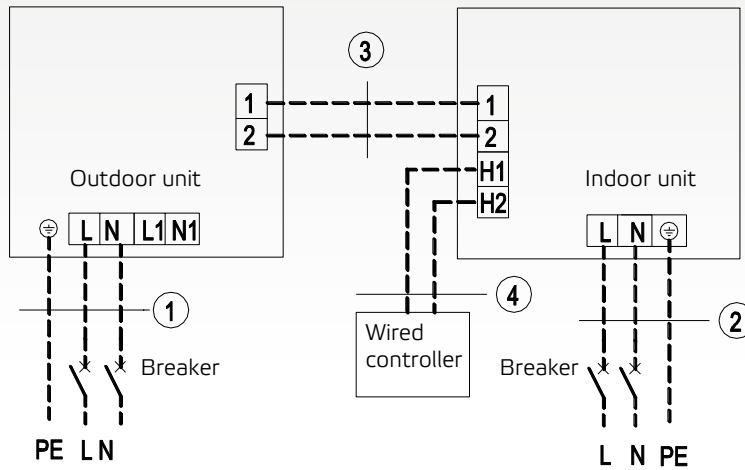 3
1
2
1
2
H1
H2
Outdoor unit
Indoor unit
L N L1 N1
L N
1
4
2
Wired
controller
Breaker
Breaker
PE L N
L N PE